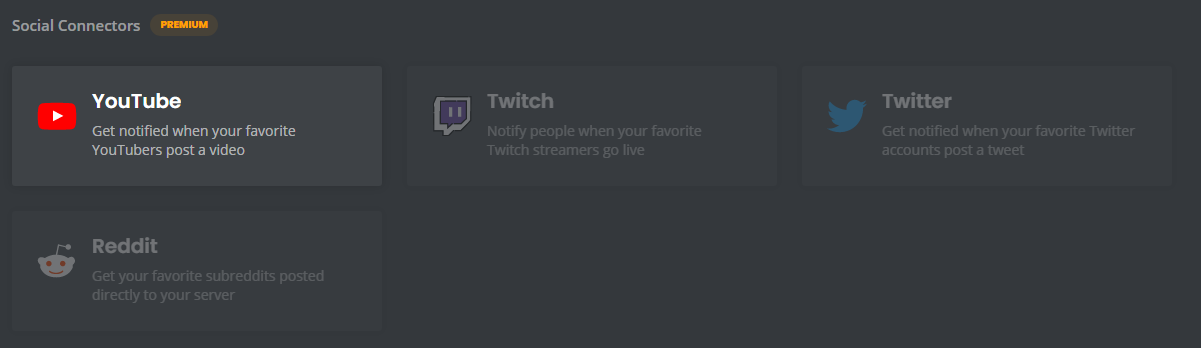 Social Connectors PREMIUM
YouTube
Get notified when your favorite
YouTubers post a video
Twitch
Notify people when your favorite
Twitch streamers go live
Twitter
Get notified when your favorite Twitter
accounts post a tweet
Reddit
Get your favorite subreddits posted
directly to your server